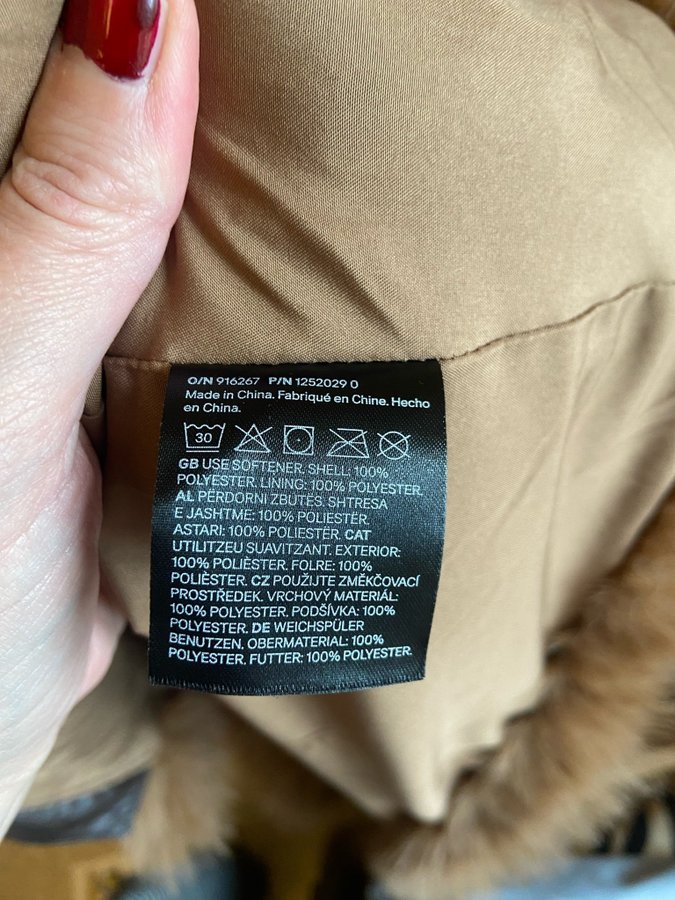 O/N 916267 P/N 1252029 0
Made in China. Fabriqué en Chine. Hecho
en China.
30
GB USE SOFTENER. SHELL: 100%
POLYESTER. LINING: 100% POLYESTER.
AL PËRDORNI ZBUTËS. SHTRESA
E JASHTME: 100% POLIESTËR.
ASTARI: 100% POLIESTËR. CAT
UTILITZEU SUAVITZANT. EXTERIOR:
100% POLIÈSTER. FOLRE: 100%
POLIÈSTER. CZ POUŽIJTE ZMĚKČOVACÍ
PROSTŘEDEK. VRCHOVÝ MATERIÁL:
100% POLYESTER. PODŠÍVKA: 100%
POLYESTER. DE WEICHSPÜLER
BENUTZEN. OBERMATERIAL: 100%
POLYESTER. FUTTER: 100% POLYESTER.